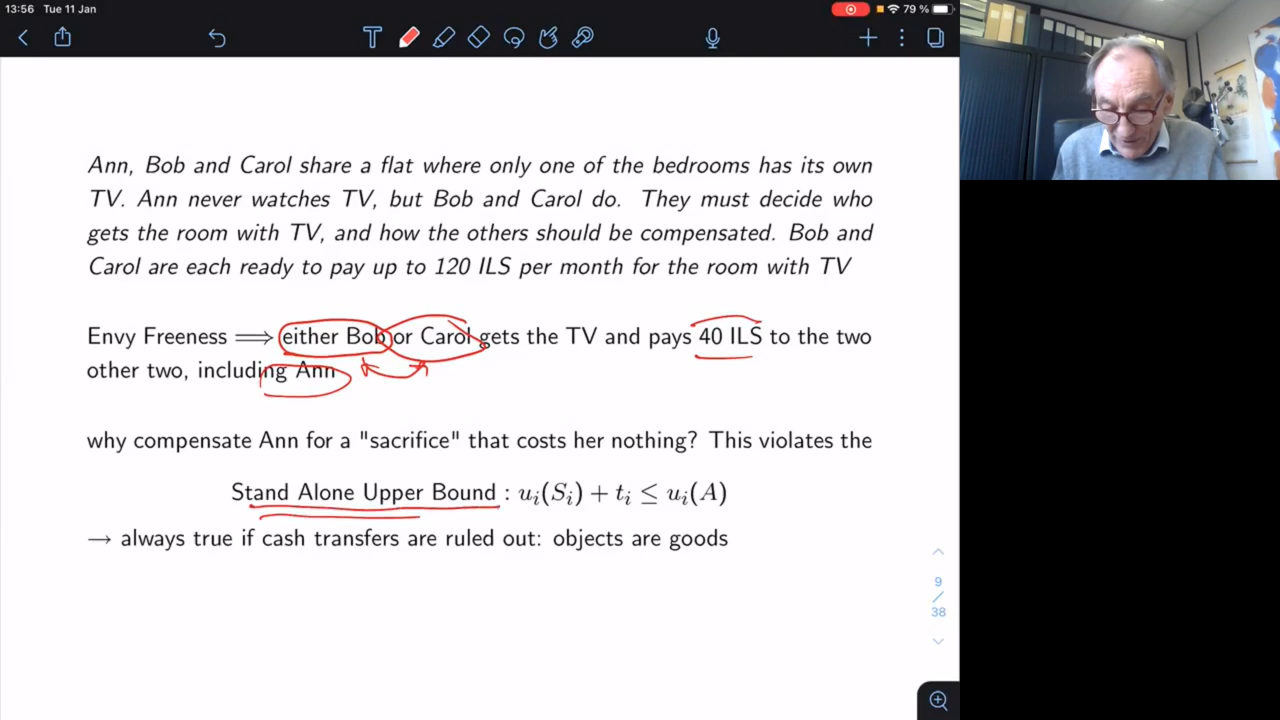 13:56 Tue 11 Jan
79 %
Ann, Bob and Carol share a flat where only one of the bedrooms has its own
TV. Ann never watches TV, but Bob and Carol do. They must decide who
gets the room with TV, and how the others should be compensated. Bob and
Carol are each ready to pay up to 120 ILS per month for the room with TV
Envy Freeness ⟹ either Bob or Carol gets the TV and pays 40 ILS to the two
other two, including Ann
why compensate Ann for a "sacrifice" that costs her nothing? This violates the
Stand Alone Upper Bound : uᵢ(Sᵢ) + tᵢ ≤ uᵢ(A)
→ always true if cash transfers are ruled out: objects are goods
9
/
38